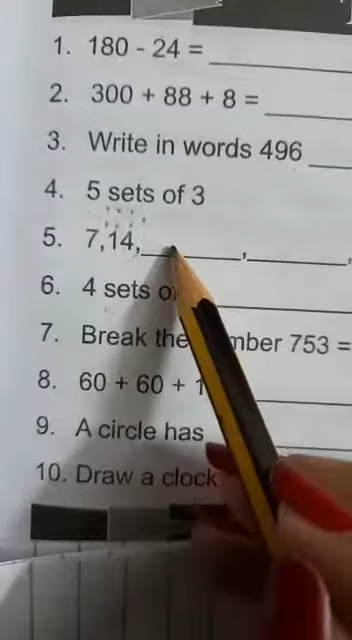 1. 180 - 24 =
2. 300 + 88 + 8 =
3. Write in words 496
4. 5 sets of 3
5. 7,14, , ,
6. 4 sets
7. Break the 753 =
8. 60 + 60 +
9. A circle has
10. Draw a clock